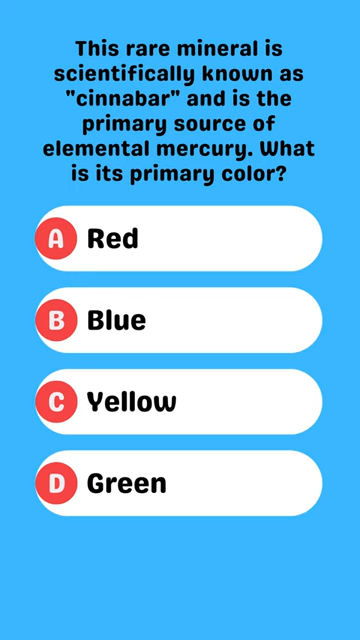 This rare mineral is
scientifically known as
"cinnabar" and is the
primary source of
elemental mercury. What
is its primary color?
A Red
B Blue
C Yellow
D Green